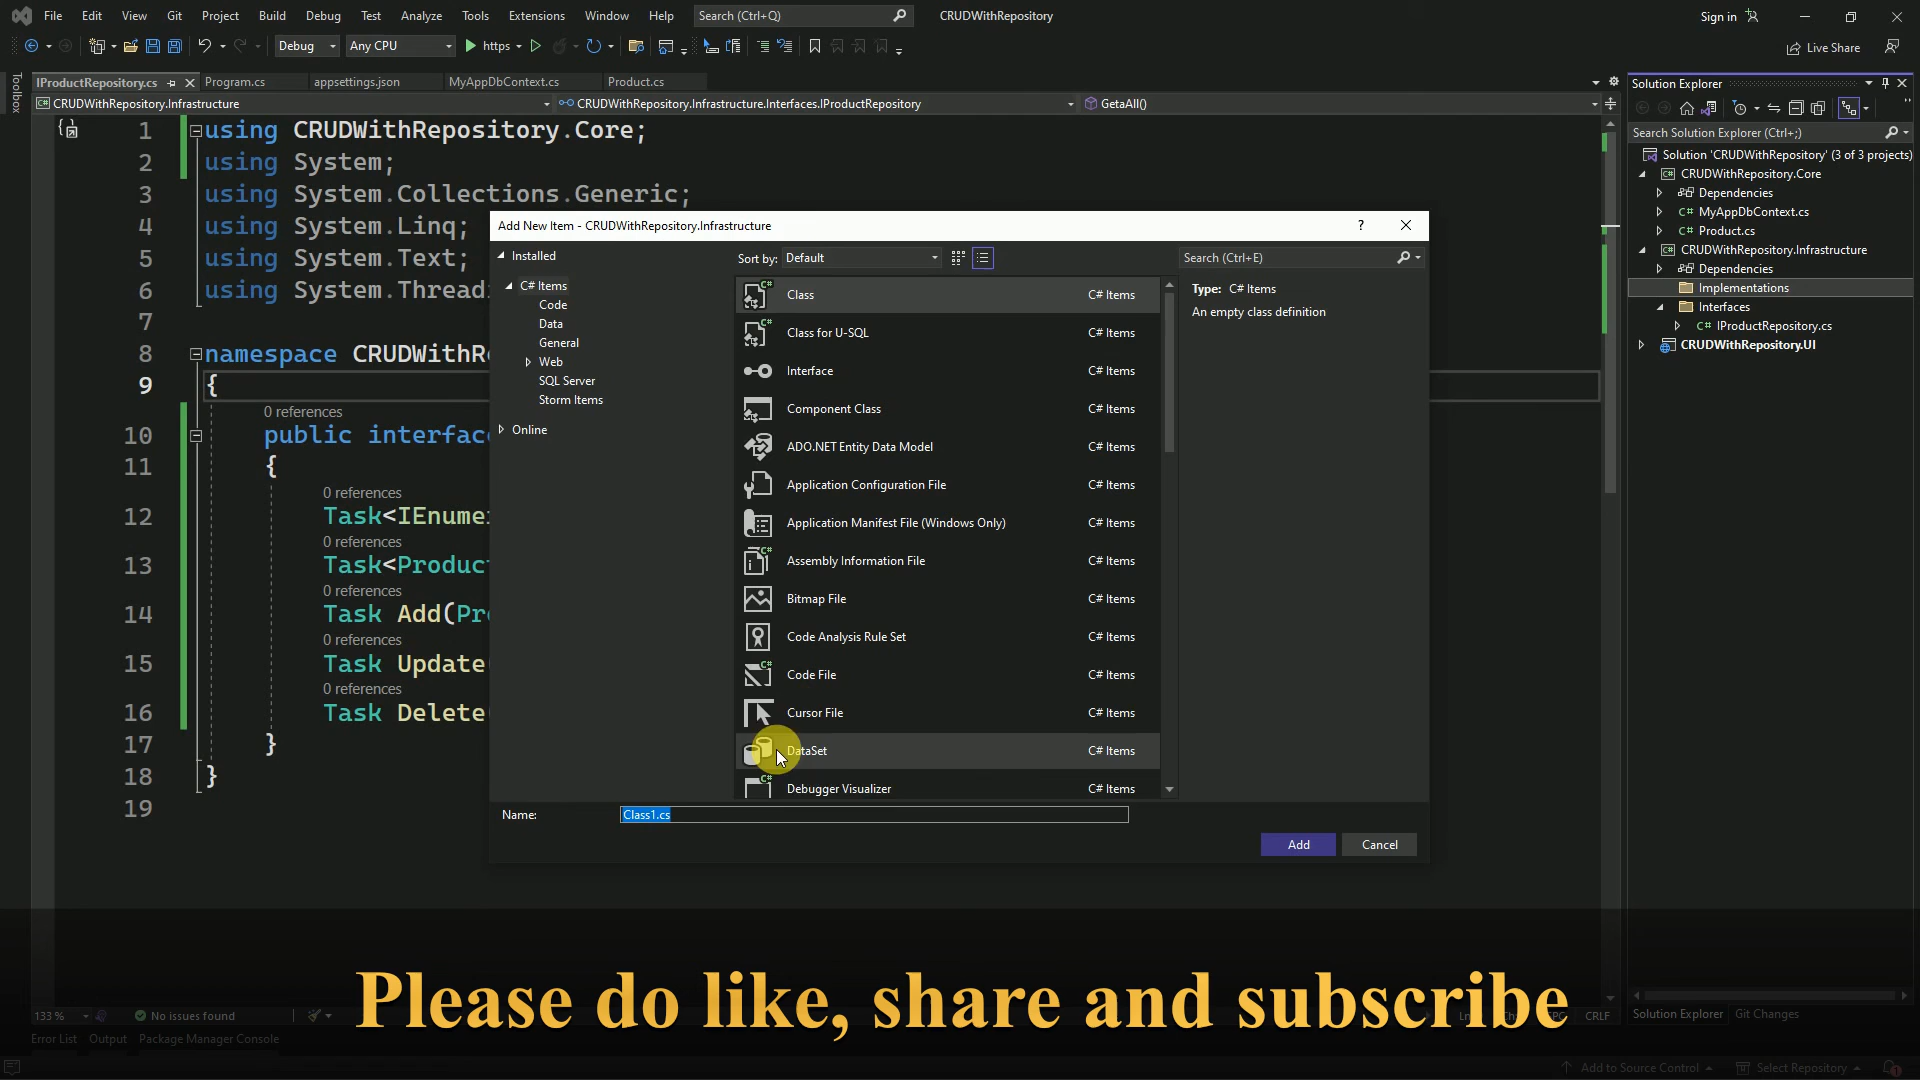 File Edit View Git Project Build Debug Test Analyze Tools Extensions Window Help Search (Ctrl+Q) CRUDWithRepository Sign in
Debug Any CPU https Live Share
Toolbox
IProductRepository.cs Program.cs appsettings.json MyAppDbContext.cs Product.cs
CRUDWithRepository.Infrastructure CRUDWithRepository.Infrastructure.Interfaces.IProductRepository GetaAll()
1 using CRUDWithRepository.Core;
2 using System;
3 using System.Collections.Generic;
4 using System.Linq;
5 using System.Text;
6 using System.Thread
7
8 namespace CRUDWithR
9 {
0 references
10 public interfac
11 {
0 references
12 Task<IEnume
0 references
13 Task<Produc
0 references
14 Task Add(Pr
0 references
15 Task Update
0 references
16 Task Delete
17 }
18 }
19
Add New Item - CRUDWithRepository.Infrastructure ?
Installed
C# Items
Code
Data
General
Web
SQL Server
Storm Items
Online
Sort by: Default
Search (Ctrl+E)
Class C# Items
Class for U-SQL C# Items
Interface C# Items
Component Class C# Items
ADO.NET Entity Data Model C# Items
Application Configuration File C# Items
Application Manifest File (Windows Only) C# Items
Assembly Information File C# Items
Bitmap File C# Items
Code Analysis Rule Set C# Items
Code File C# Items
Cursor File C# Items
DataSet C# Items
Debugger Visualizer C# Items
Type: C# Items
An empty class definition
Name: Class1.cs
Add Cancel
Solution Explorer
Search Solution Explorer (Ctrl+;)
Solution 'CRUDWithRepository' (3 of 3 projects)
CRUDWithRepository.Core
Dependencies
C# MyAppDbContext.cs
C# Product.cs
CRUDWithRepository.Infrastructure
Dependencies
Implementations
Interfaces
C# IProductRepository.cs
CRUDWithRepository.UI
Please do like, share and subscribe
133 % No issues found CRLF
Solution Explorer Git Changes
Error List Output Package Manager Console
Add to Source Control Select Repository